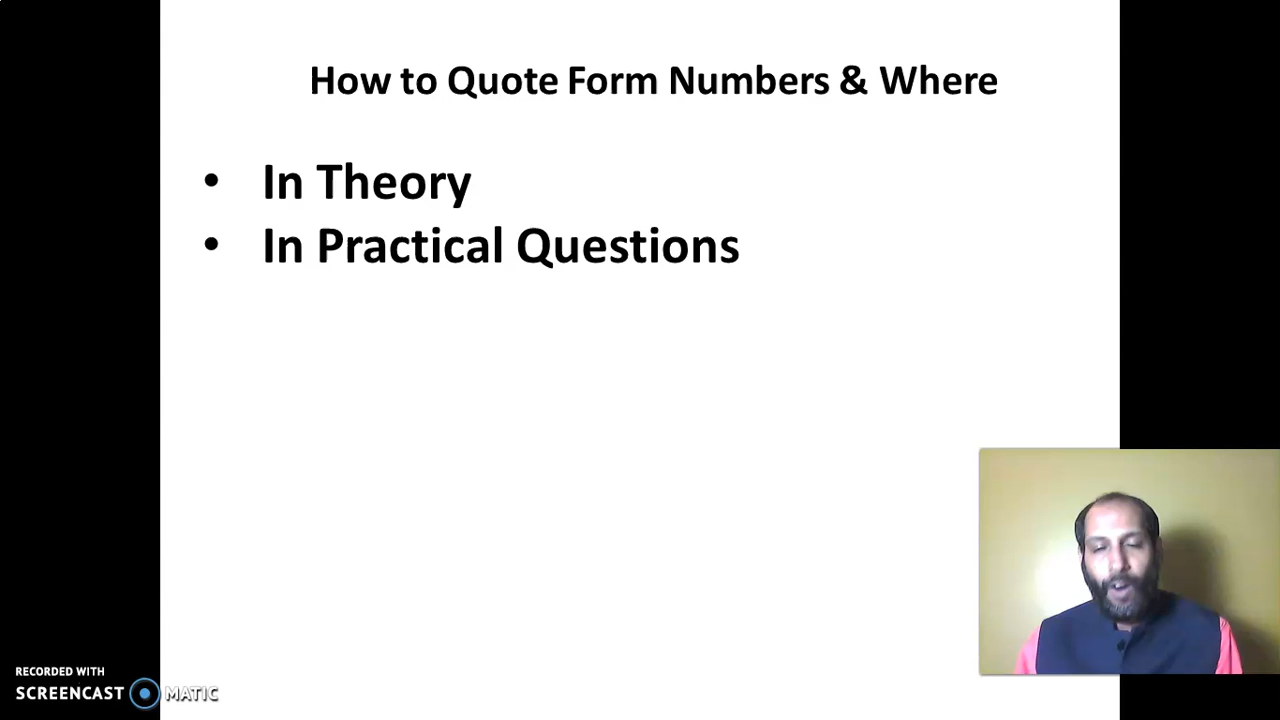 How to Quote Form Numbers & Where
• In Theory
• In Practical Questions
RECORDED WITH
SCREENCAST MATIC